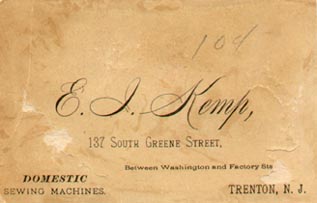 104
E. J. Kemp,
137 South Greene Street,
Between Washington and Factory Sts
DOMESTIC
SEWING MACHINES.
TRENTON, N. J.